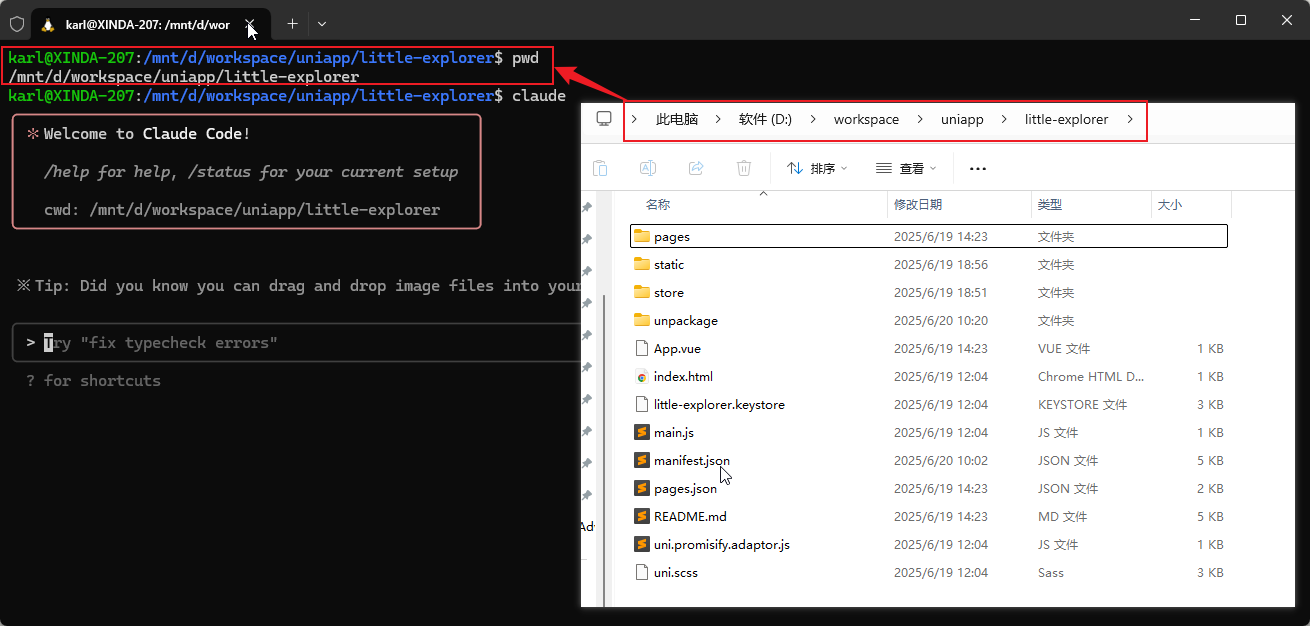 karl@XINDA-207: /mnt/d/wor
karl@XINDA-207:/mnt/d/workspace/uniapp/little-explorer$ pwd
/mnt/d/workspace/uniapp/little-explorer
karl@XINDA-207:/mnt/d/workspace/uniapp/little-explorer$ claude
※ Welcome to Claude Code!
/help for help, /status for your current setup
cwd: /mnt/d/workspace/uniapp/little-explorer
※ Tip: Did you know you can drag and drop image files into your
> Try "fix typecheck errors"
? for shortcuts
> 此电脑 > 软件 (D:) > workspace > uniapp > little-explorer >
排序 查看 ...
名称 修改日期 类型 大小
pages 2025/6/19 14:23 文件夹
static 2025/6/19 18:56 文件夹
store 2025/6/19 18:51 文件夹
unpackage 2025/6/20 10:20 文件夹
App.vue 2025/6/19 14:23 VUE 文件 1 KB
index.html 2025/6/19 12:04 Chrome HTML D... 1 KB
little-explorer.keystore 2025/6/19 12:04 KEYSTORE 文件 3 KB
main.js 2025/6/19 12:04 JS 文件 1 KB
manifest.json 2025/6/20 10:02 JSON 文件 5 KB
pages.json 2025/6/19 14:23 JSON 文件 2 KB
README.md 2025/6/19 14:23 MD 文件 5 KB
uni.promisify.adaptor.js 2025/6/19 12:04 JS 文件 1 KB
uni.scss 2025/6/19 12:04 Sass 3 KB